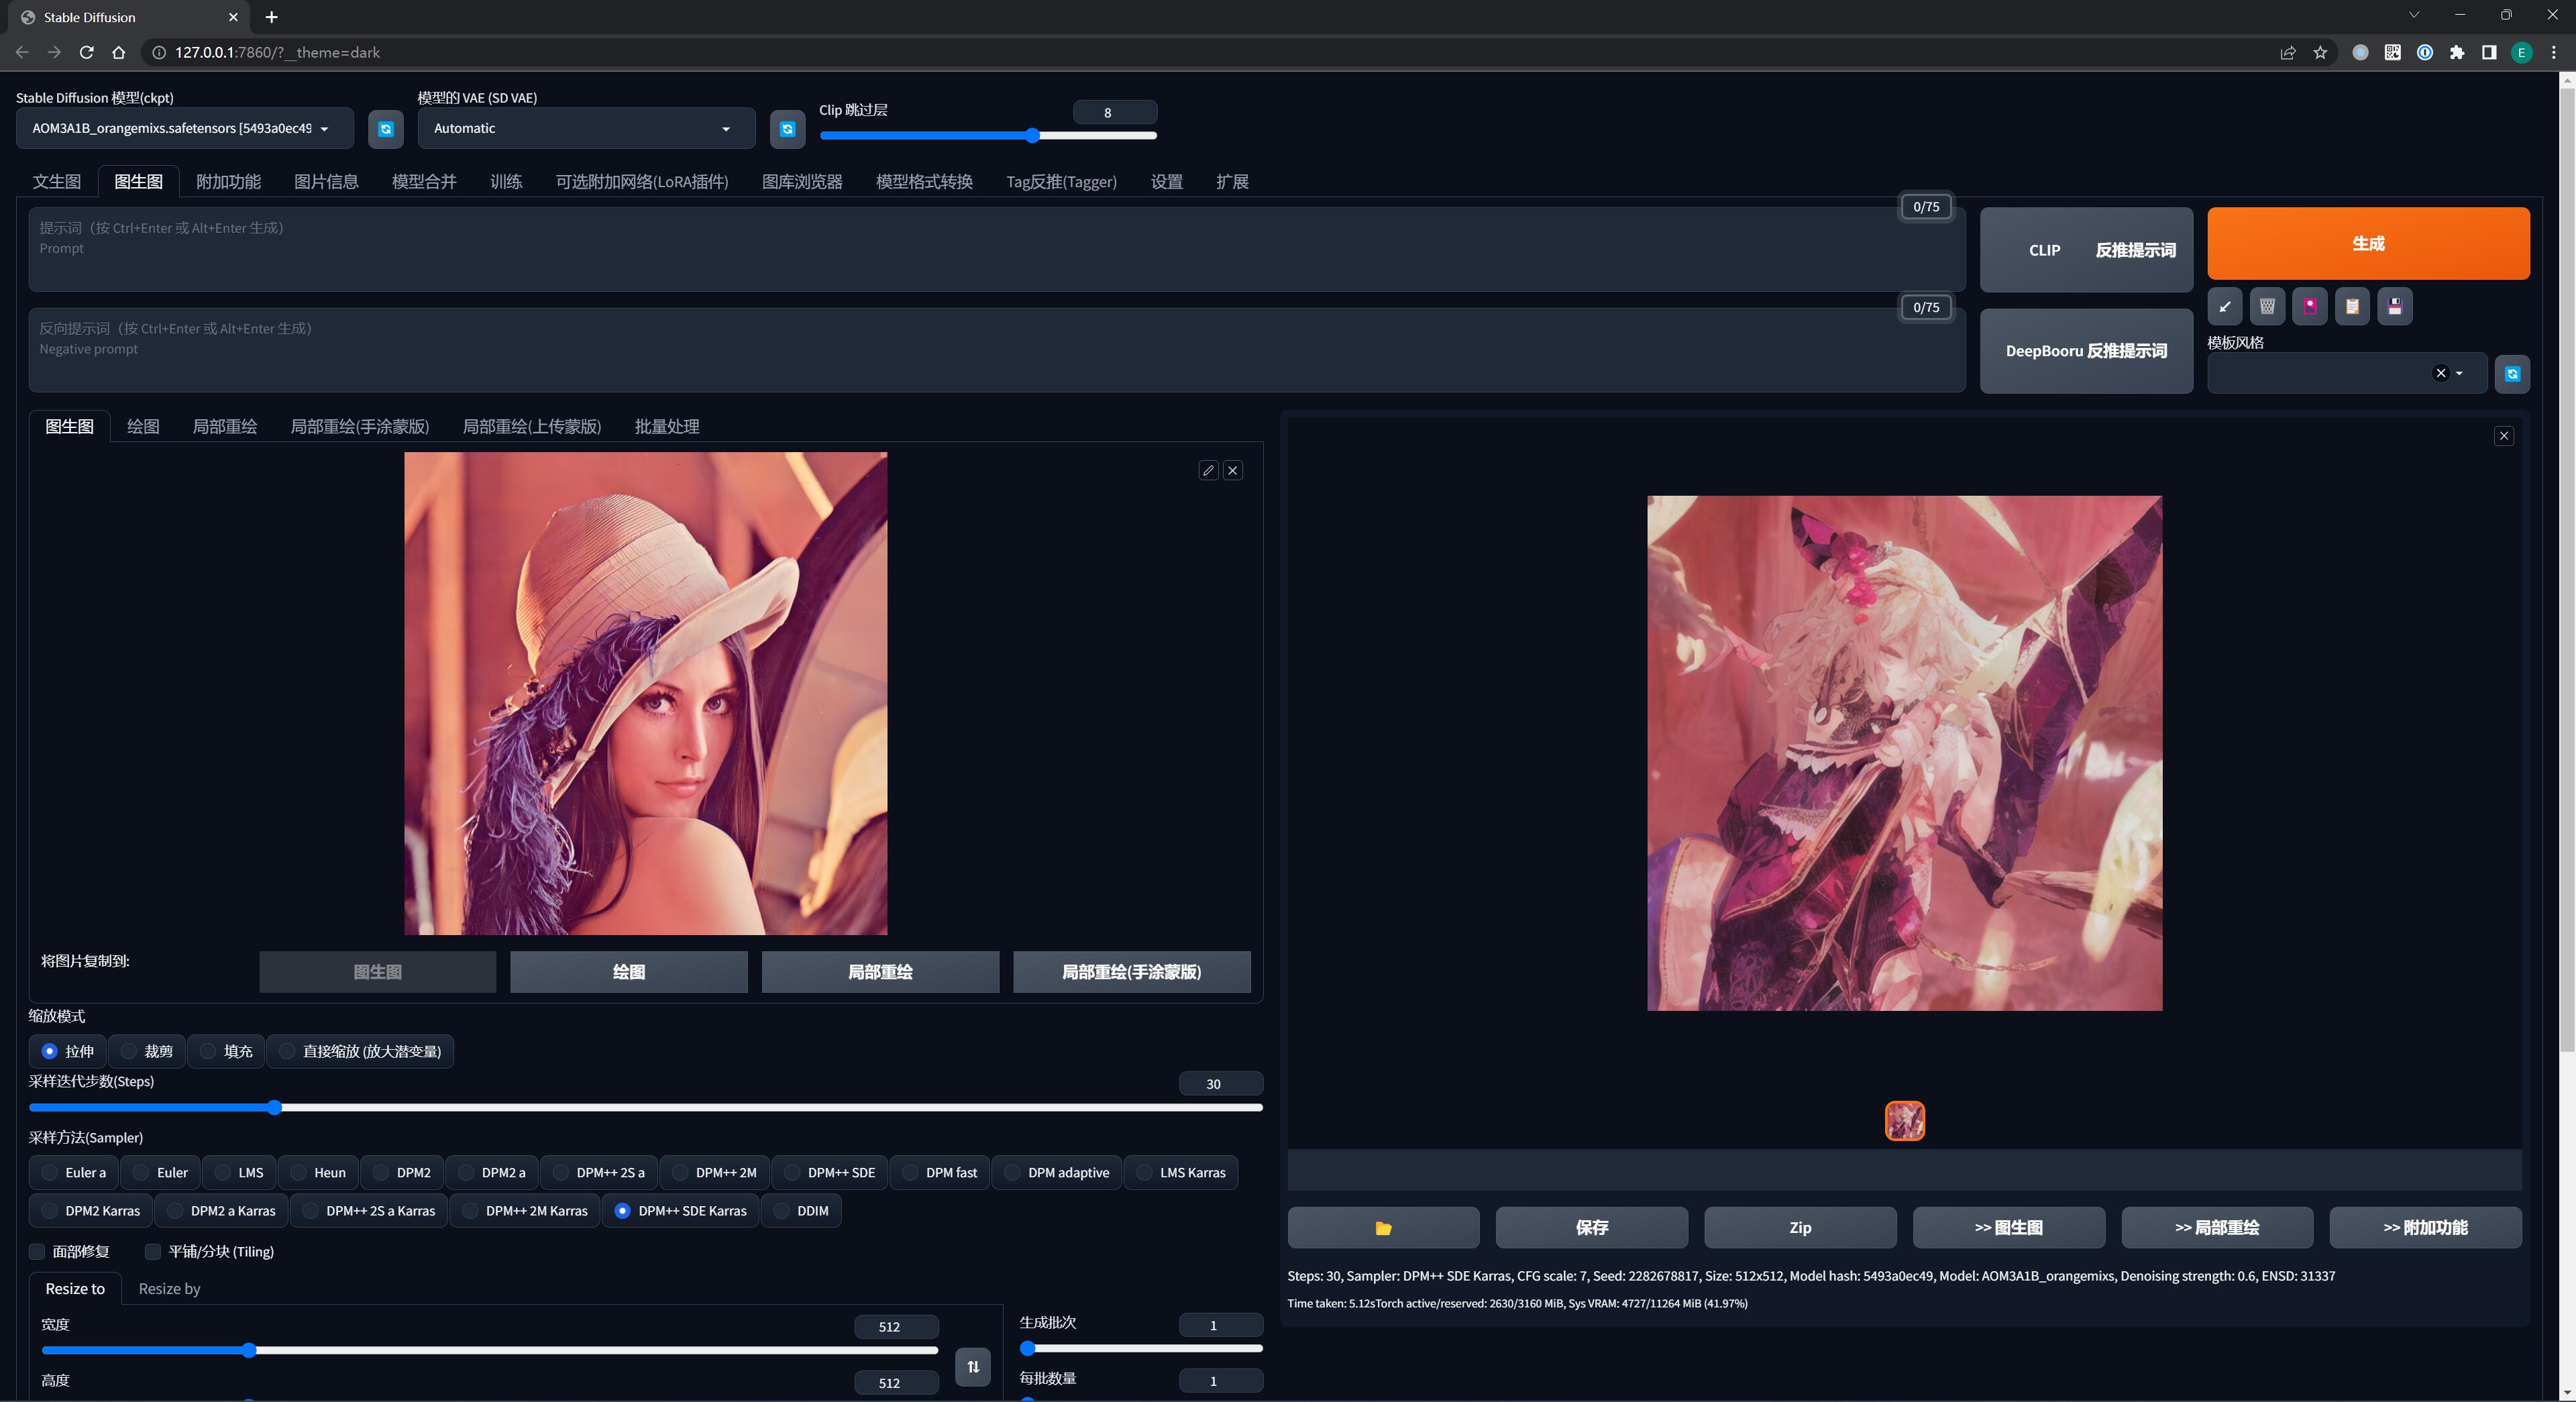 Stable Diffusion
127.0.0.1:7860/?__theme=dark
E
Stable Diffusion 模型(ckpt)
模型的 VAE (SD VAE)
Clip 跳过层
8
AOM3A1B_orangemixs.safetensors [5493a0ec49
Automatic
文生图 图生图 附加功能 图片信息 模型合并 训练 可选附加网络(LoRA插件) 图库浏览器 模型格式转换 Tag反推(Tagger) 设置 扩展
0/75
提示词（按 Ctrl+Enter 或 Alt+Enter 生成）
Prompt
CLIP 反推提示词
生成
0/75
反向提示词（按 Ctrl+Enter 或 Alt+Enter 生成）
Negative prompt
DeepBooru 反推提示词
模板风格
图生图 绘图 局部重绘 局部重绘(手涂蒙版) 局部重绘(上传蒙版) 批量处理
将图片复制到:
图生图 绘图 局部重绘 局部重绘(手涂蒙版)
缩放模式
拉伸 裁剪 填充 直接缩放 (放大潜变量)
采样迭代步数(Steps)
30
采样方法(Sampler)
Euler a Euler LMS Heun DPM2 DPM2 a DPM++ 2S a DPM++ 2M DPM++ SDE DPM fast DPM adaptive LMS Karras
DPM2 Karras DPM2 a Karras DPM++ 2S a Karras DPM++ 2M Karras DPM++ SDE Karras DDIM
面部修复 平铺/分块 (Tiling)
Resize to Resize by
宽度
512
高度
512
生成批次
1
每批数量
1
保存 Zip >> 图生图 >> 局部重绘 >> 附加功能
Steps: 30, Sampler: DPM++ SDE Karras, CFG scale: 7, Seed: 2282678817, Size: 512x512, Model hash: 5493a0ec49, Model: AOM3A1B_orangemixs, Denoising strength: 0.6, ENSD: 31337
Time taken: 5.12sTorch active/reserved: 2630/3160 MiB, Sys VRAM: 4727/11264 MiB (41.97%)